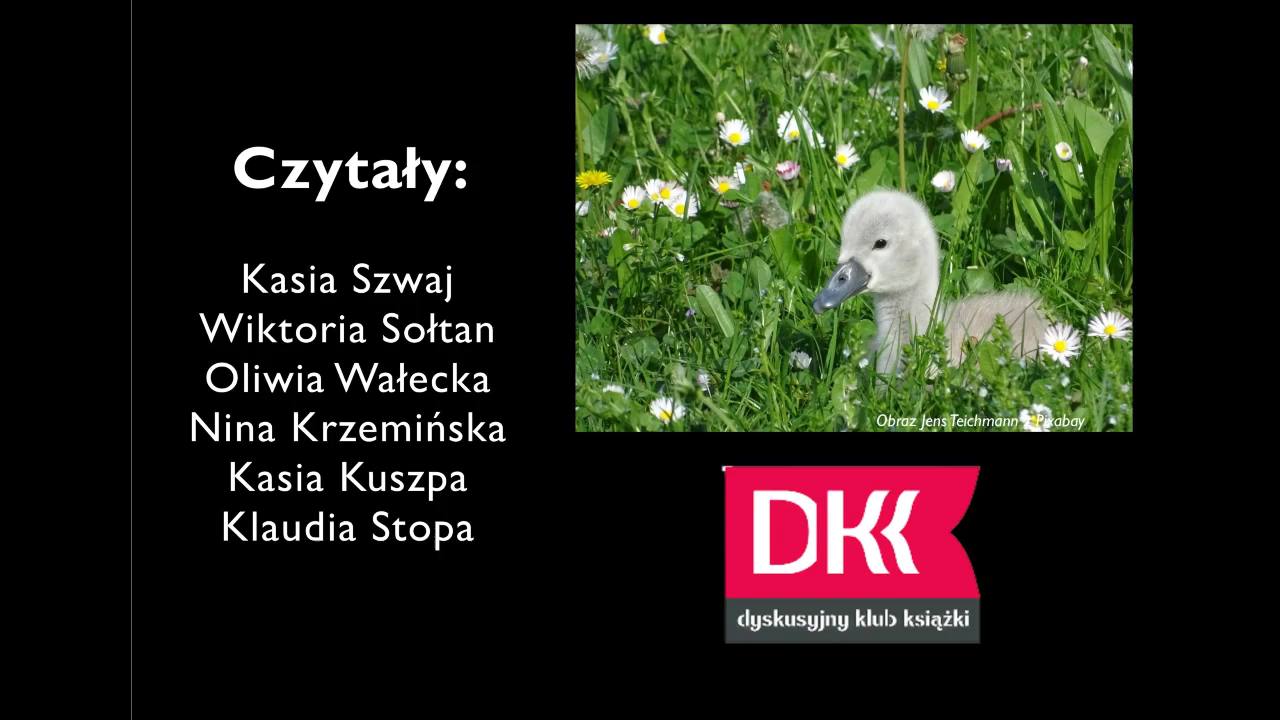 Czytały:
Kasia Szwaj
Wiktoria Sołtan
Oliwia Wałecka
Nina Krzemińska
Kasia Kuszpa
Klaudia Stopa
Obraz Jens Teichmann z Pixabay
DKK
dyskusyjny klub książki